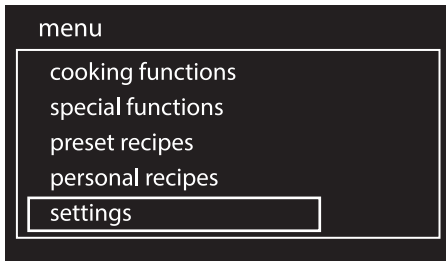 menu
cooking functions
special functions
preset recipes
personal recipes
settings